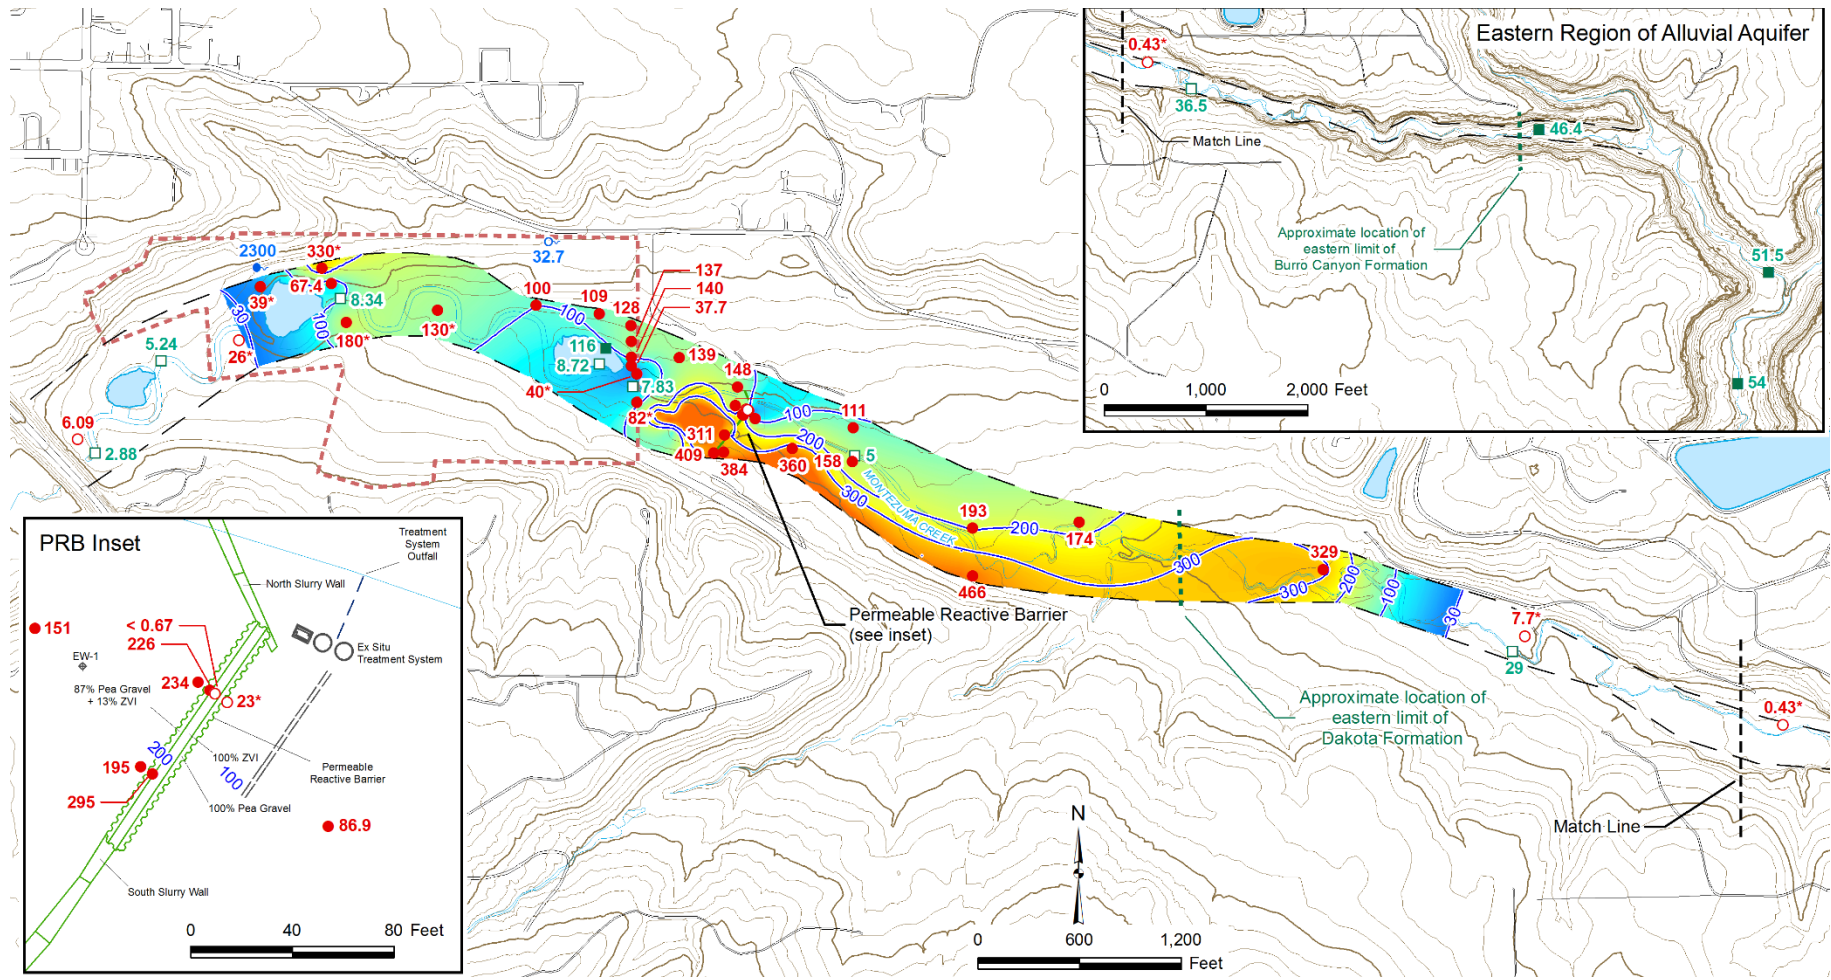 Eastern Region of Alluvial Aquifer
0.43*
36.5
Match Line
46.4
Approximate location of
eastern limit of
Burro Canyon Formation
51.5
54
0 1,000 2,000 Feet
2300
330*
32.7
39*
67.4
8.34
30
100
26*
180*
130*
5.24
6.09
2.88
100
109
128
137
140
37.7
100
116
8.72
139
40*
7.83
148
82*
100
111
311
200
409
384
360
158
5
300
MONTEZUMA CREEK
193
200
174
466
300
300
329
200
100
30
7.7*
29
0.43*
Permeable Reactive Barrier
(see inset)
Approximate location of
eastern limit of
Dakota Formation
Match Line
N
0 600 1,200
Feet
PRB Inset
Treatment
System
Outfall
North Slurry Wall
< 0.67
226
151
EW-1
Ex Situ
Treatment System
234
87% Pea Gravel
+ 13% ZVI
23*
200
195
100% ZVI
100
Permeable
Reactive Barrier
295
100% Pea Gravel
86.9
South Slurry Wall
0 40 80 Feet